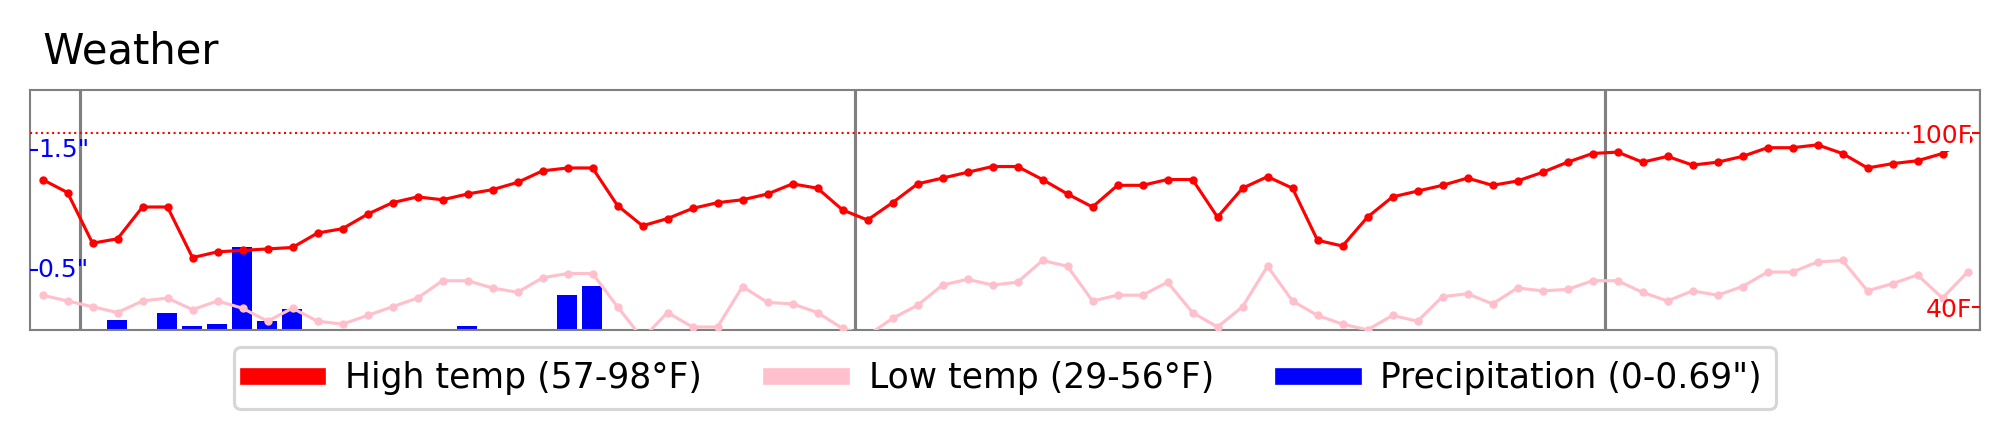 Weather
1.5"
0.5"
100F
40F
High temp (57-98°F)
Low temp (29-56°F)
Precipitation (0-0.69")